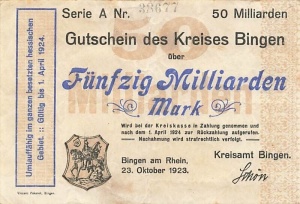 Serie A Nr. 38677 50 Milliarden
Gutschein des Kreises Bingen
über
Fünfzig Milliarden
Mark
Wird bei der Kreiskasse in Zahlung genommen und
nach dem 1. April 1924 zur Rückzahlung aufgerufen.
Nachahmung wird strafrechtlich verfolgt.
Bingen am Rhein,
23. Oktober 1923.
Kreisamt Bingen.
Schön
Umlauffähig im ganzen besetzten hessischen
Gebiet. :: Gültig bis 1. April 1924.